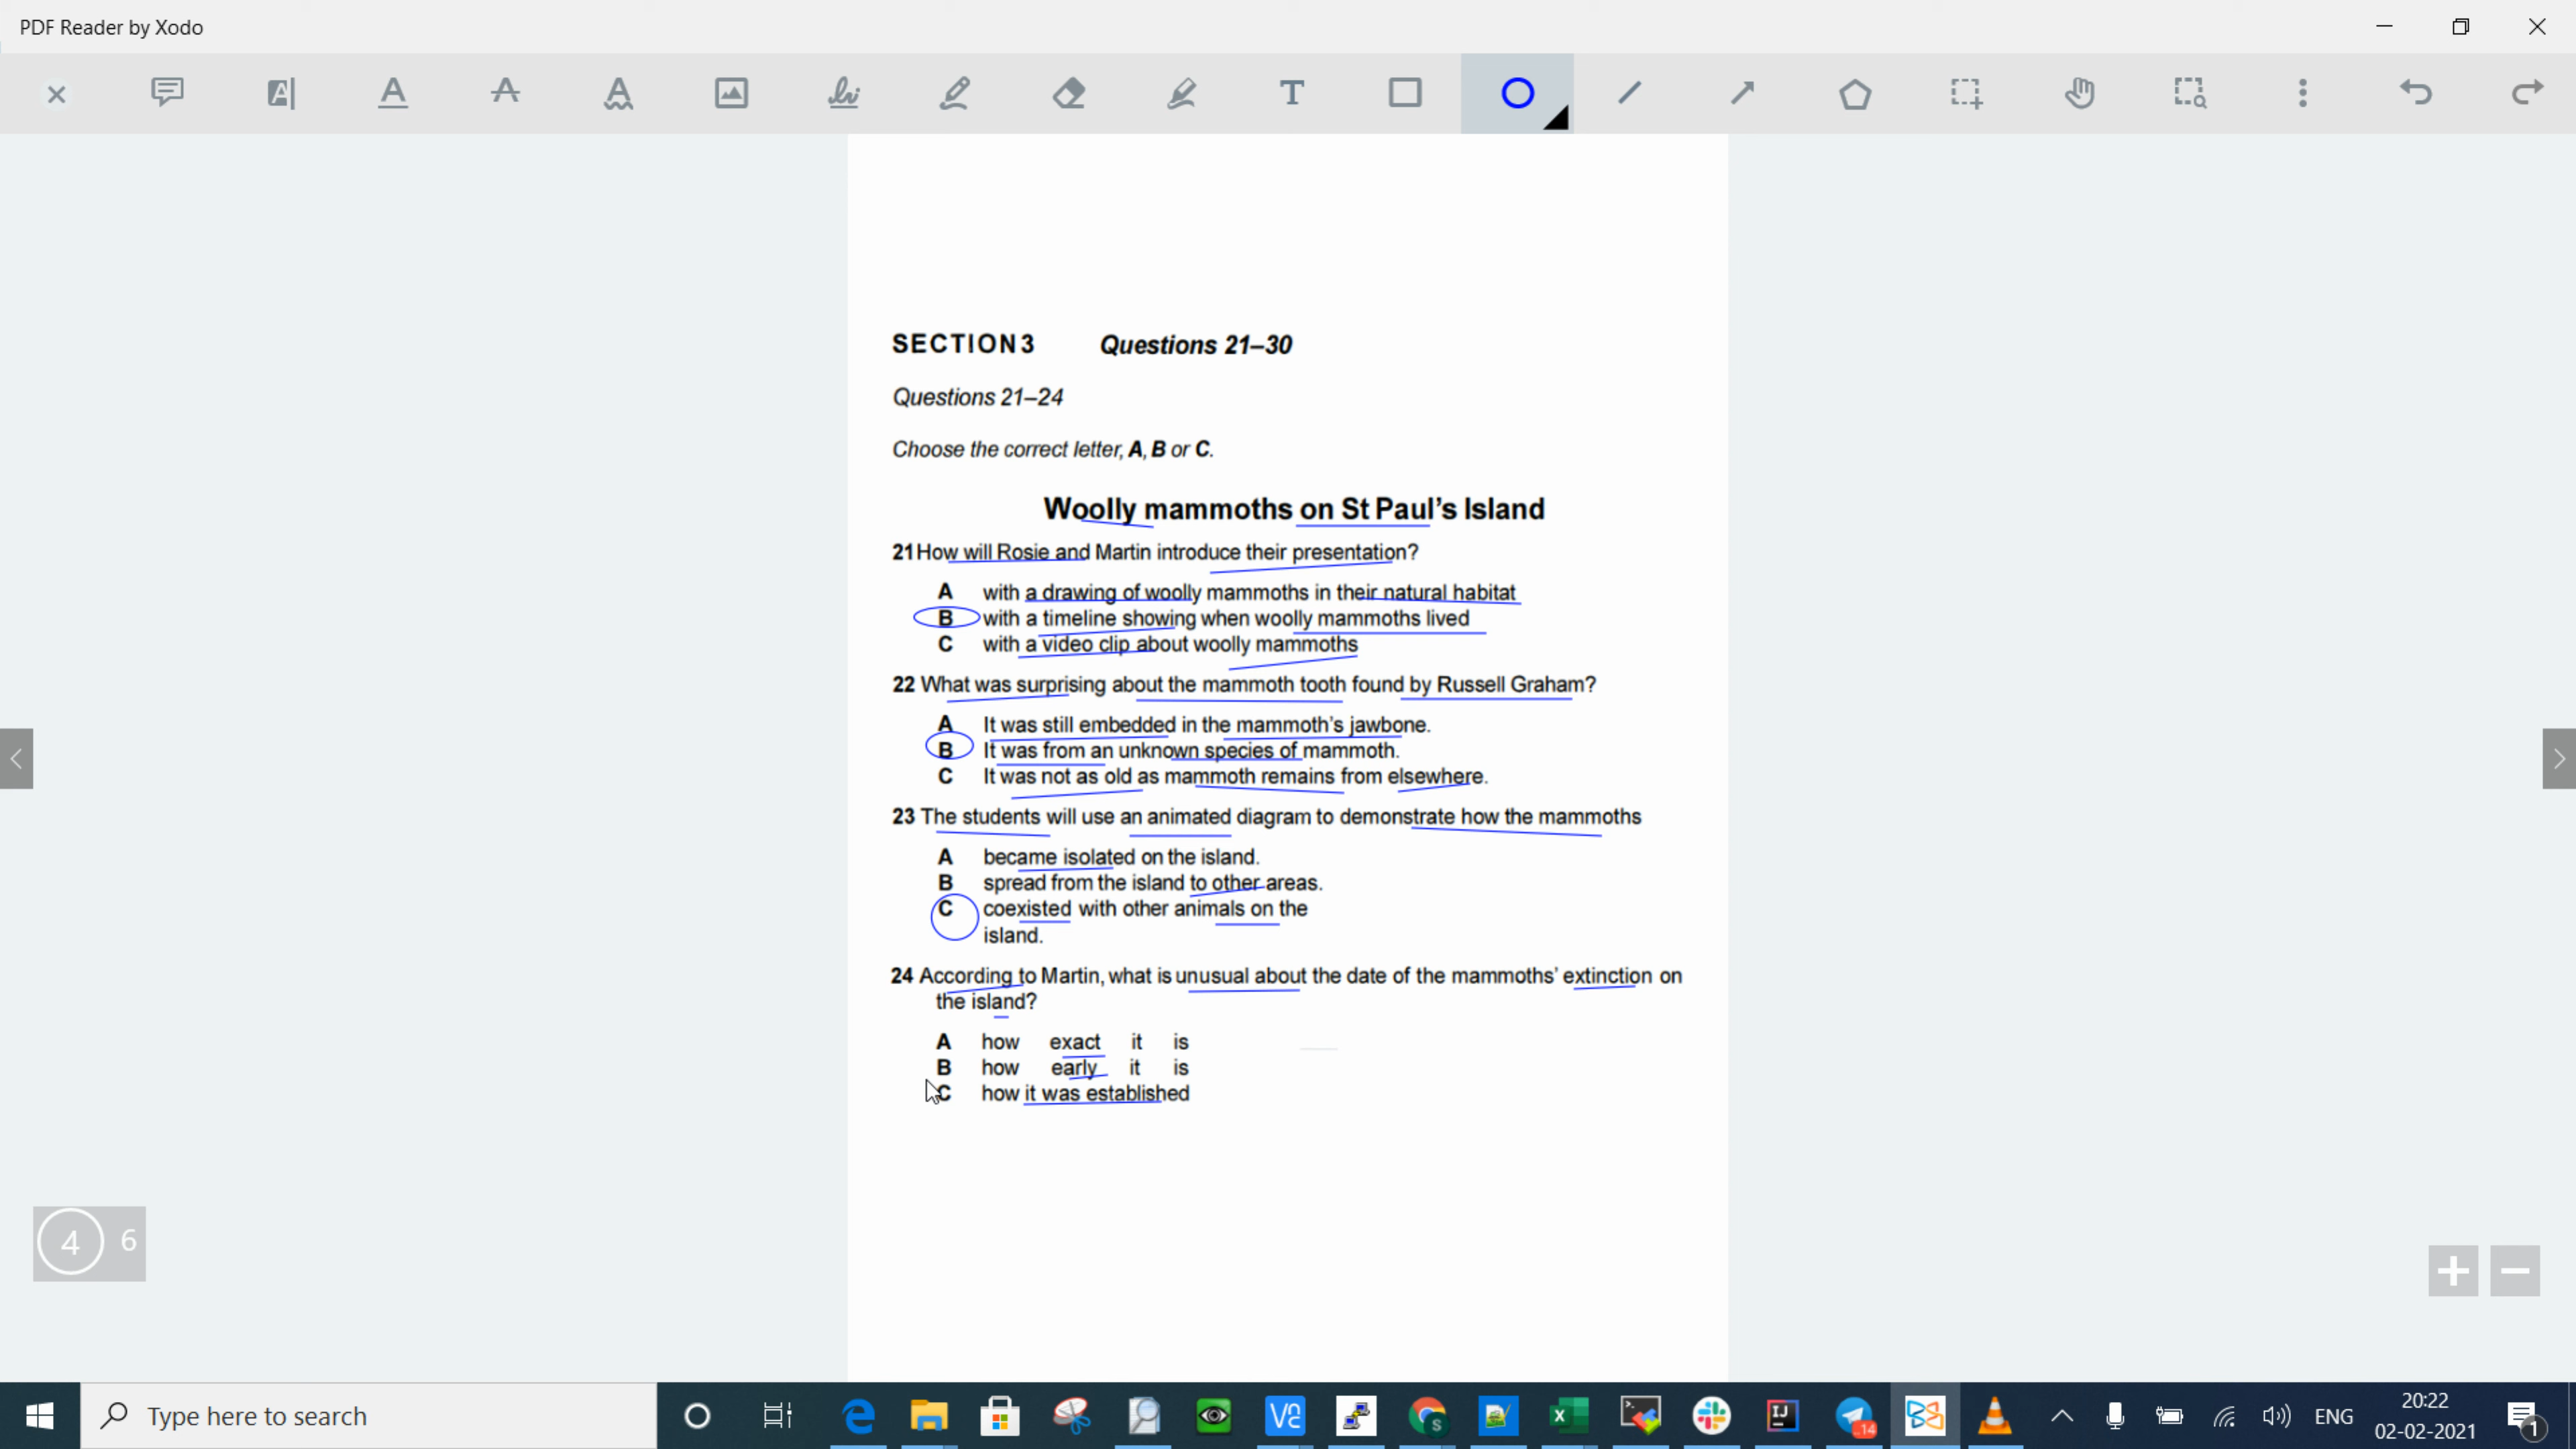 PDF Reader by Xodo
SECTION 3 Questions 21–30
Questions 21–24
Choose the correct letter, A, B or C.
Woolly mammoths on St Paul's Island
21 How will Rosie and Martin introduce their presentation?
A with a drawing of woolly mammoths in their natural habitat
B with a timeline showing when woolly mammoths lived
C with a video clip about woolly mammoths
22 What was surprising about the mammoth tooth found by Russell Graham?
A It was still embedded in the mammoth's jawbone.
B It was from an unknown species of mammoth.
C It was not as old as mammoth remains from elsewhere.
23 The students will use an animated diagram to demonstrate how the mammoths
A became isolated on the island.
B spread from the island to other areas.
C coexisted with other animals on the
island.
24 According to Martin, what is unusual about the date of the mammoths' extinction on
the island?
A how exact it is
B how early it is
C how it was established
4 6
Type here to search
14
ENG
20:22
02-02-2021
1